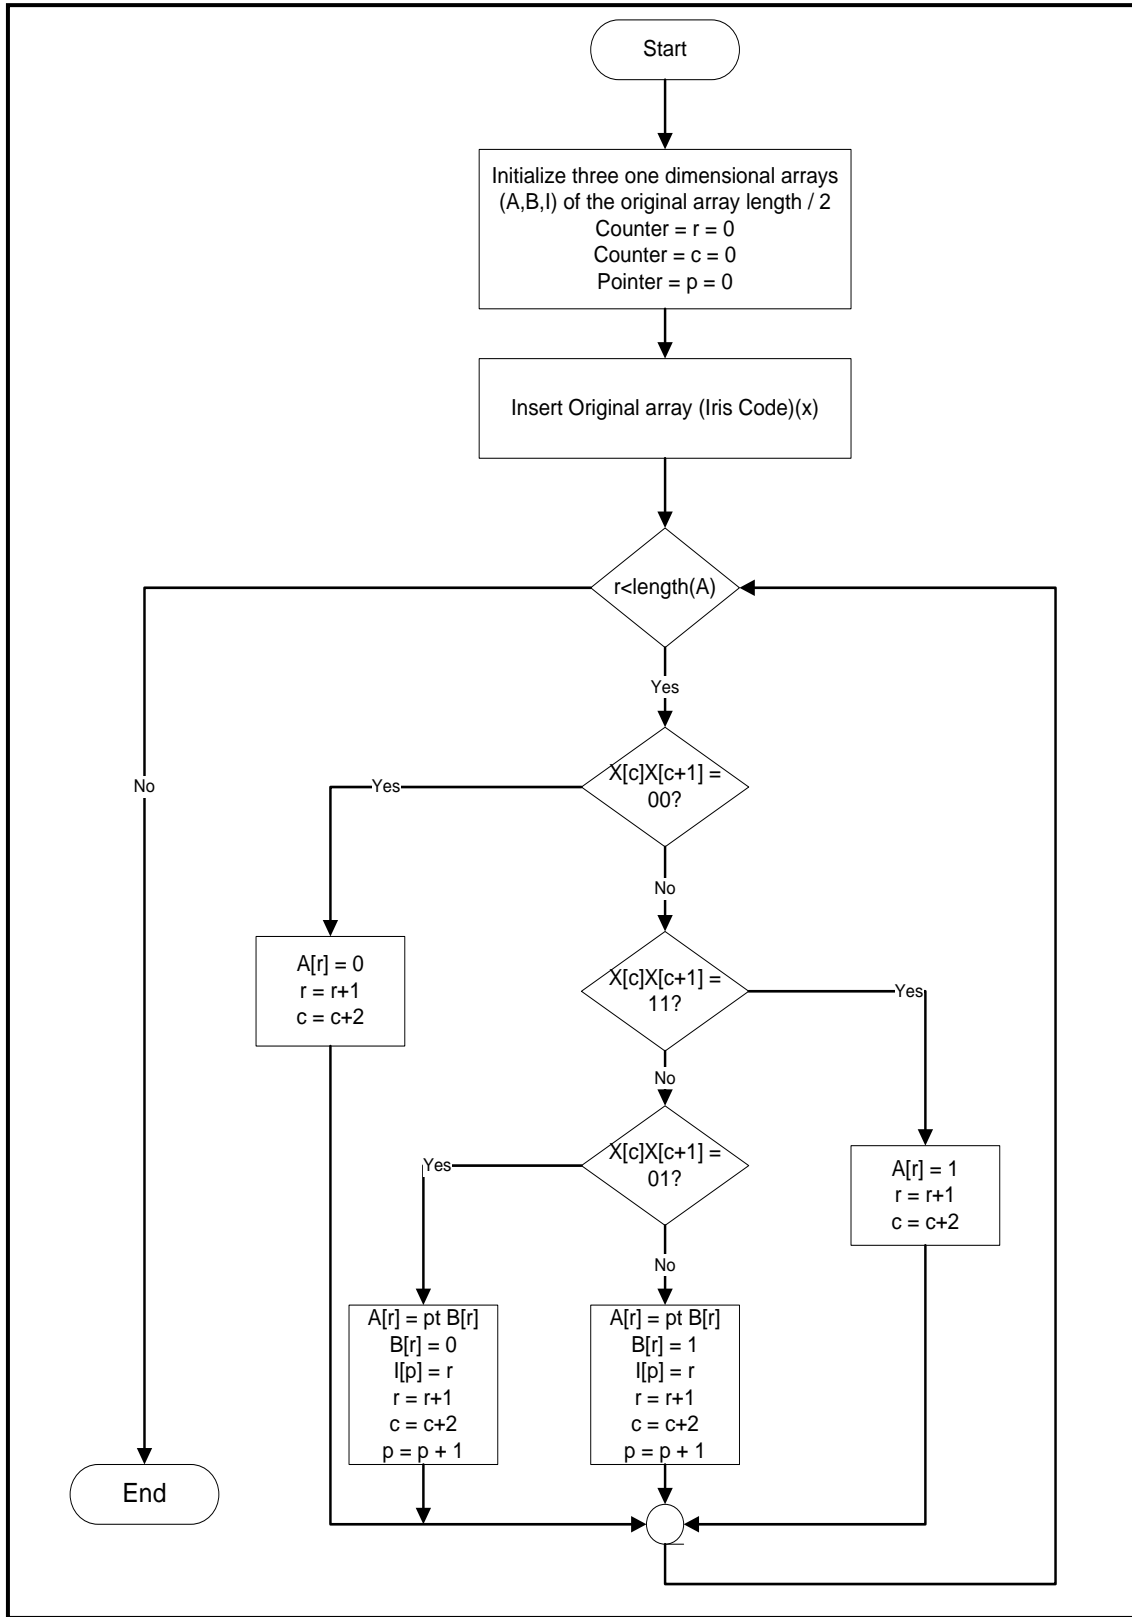 Start
Initialize three one dimensional arrays
(A,B,I) of the original array length / 2
Counter = r = 0
Counter = c = 0
Pointer = p = 0
Insert Original array (Iris Code)(x)
r<length(A)
Yes
No
X[c]X[c+1] =
00?
Yes
No
A[r] = 0
r = r+1
c = c+2
X[c]X[c+1] =
11?
Yes
No
X[c]X[c+1] =
01?
Yes
A[r] = 1
r = r+1
c = c+2
No
A[r] = pt B[r]
B[r] = 0
I[p] = r
r = r+1
c = c+2
p = p + 1
A[r] = pt B[r]
B[r] = 1
I[p] = r
r = r+1
c = c+2
p = p + 1
End